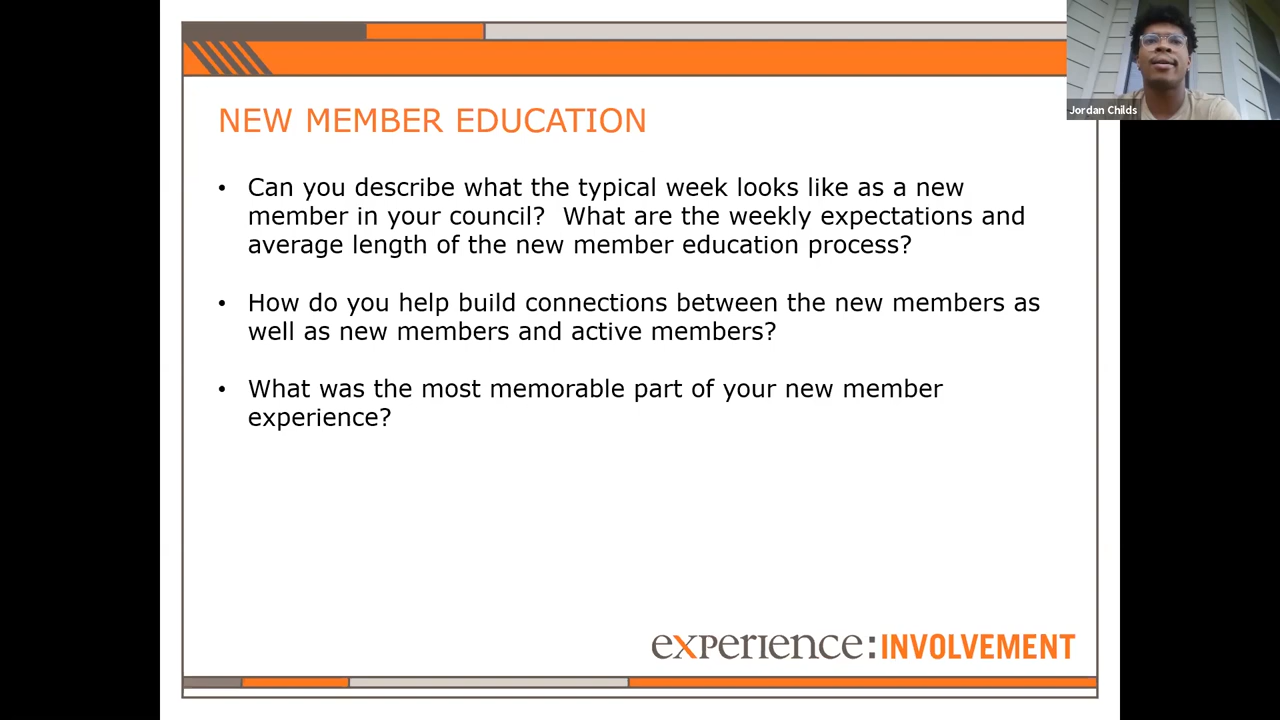 Jordan Childs
NEW MEMBER EDUCATION
• Can you describe what the typical week looks like as a new
member in your council?  What are the weekly expectations and
average length of the new member education process?
• How do you help build connections between the new members as
well as new members and active members?
• What was the most memorable part of your new member
experience?
experience:INVOLVEMENT